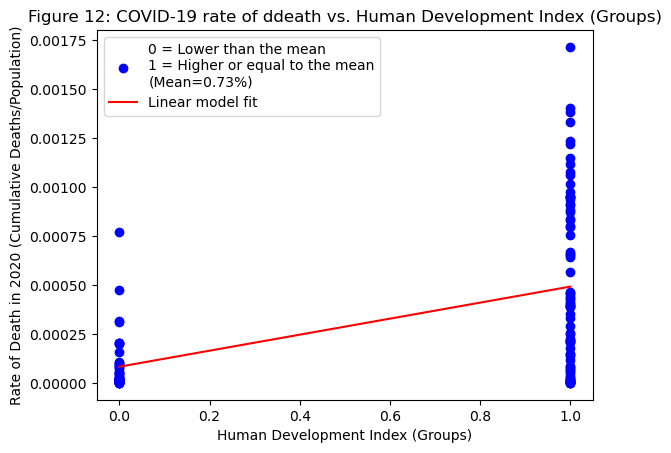 Figure 12: COVID-19 rate of ddeath vs. Human Development Index (Groups)
0 = Lower than the mean
1 = Higher or equal to the mean
(Mean=0.73%)
Linear model fit
Rate of Death in 2020 (Cumulative Deaths/Population)
0.00175
0.00150
0.00125
0.00100
0.00075
0.00050
0.00025
0.00000
0.0 0.2 0.4 0.6 0.8 1.0
Human Development Index (Groups)